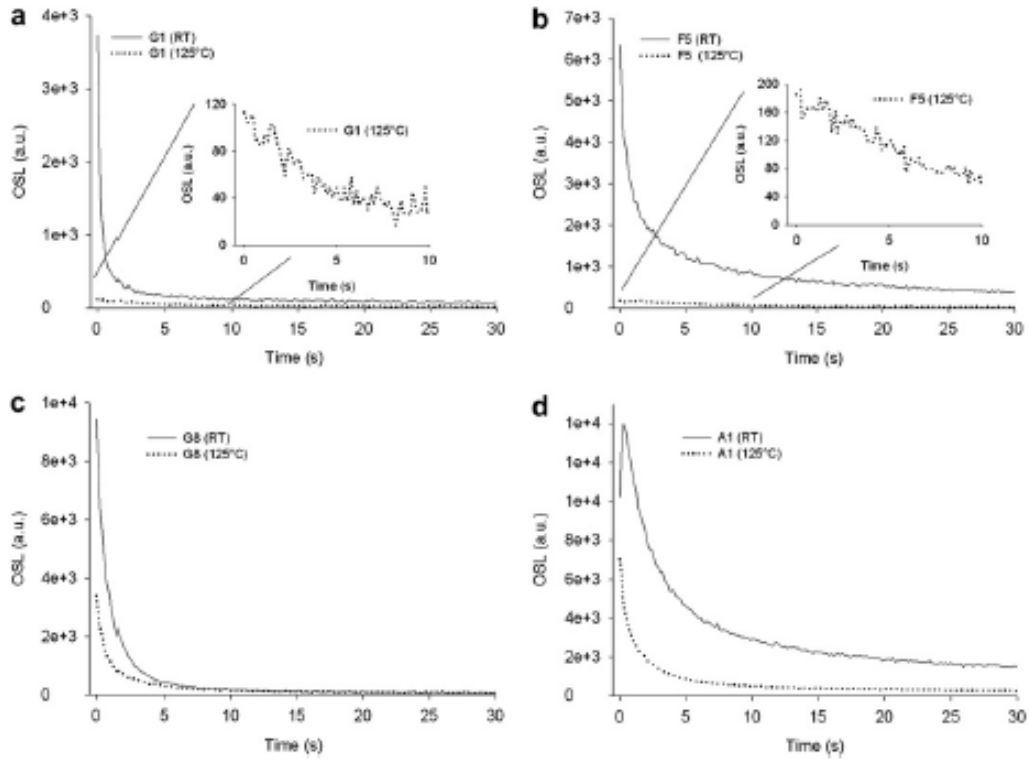 a
4e+3
3e+3
2e+3
1e+3
0
OSL (a.u.)
G1 (RT)
G1 (125°C)
120
80
40
0
OSL (a.u.)
G1 (125°C)
0 5 10
Time (s)
0 5 10 15 20 25 30
Time (s)
b
7e+3
6e+3
5e+3
4e+3
3e+3
2e+3
1e+3
0
OSL (a.u.)
F5 (RT)
F5 (125°C)
200
160
120
80
40
0
OSL (a.u.)
F5 (125°C)
0 5 10
Time (s)
0 5 10 15 20 25 30
Time (s)
c
1e+4
8e+3
6e+3
4e+3
2e+3
0
OSL (a.u.)
G8 (RT)
G8 (125°C)
0 5 10 15 20 25 30
Time (s)
d
1e+4
1e+4
1e+4
8e+3
6e+3
4e+3
2e+3
0
OSL (a.u.)
A1 (RT)
A1 (125°C)
0 5 10 15 20 25 30
Time (s)